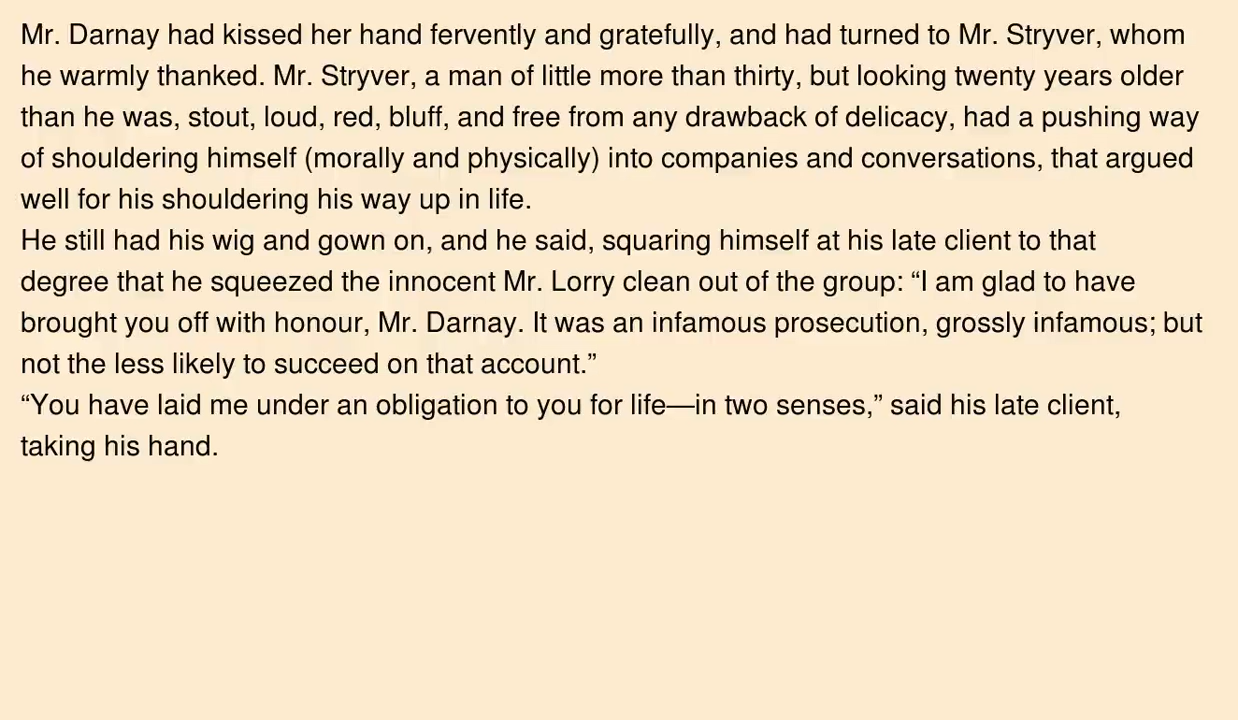 Mr. Darnay had kissed her hand fervently and gratefully, and had turned to Mr. Stryver, whom
he warmly thanked. Mr. Stryver, a man of little more than thirty, but looking twenty years older
than he was, stout, loud, red, bluff, and free from any drawback of delicacy, had a pushing way
of shouldering himself (morally and physically) into companies and conversations, that argued
well for his shouldering his way up in life.
He still had his wig and gown on, and he said, squaring himself at his late client to that
degree that he squeezed the innocent Mr. Lorry clean out of the group: “I am glad to have
brought you off with honour, Mr. Darnay. It was an infamous prosecution, grossly infamous; but
not the less likely to succeed on that account.”
“You have laid me under an obligation to you for life—in two senses,” said his late client,
taking his hand.